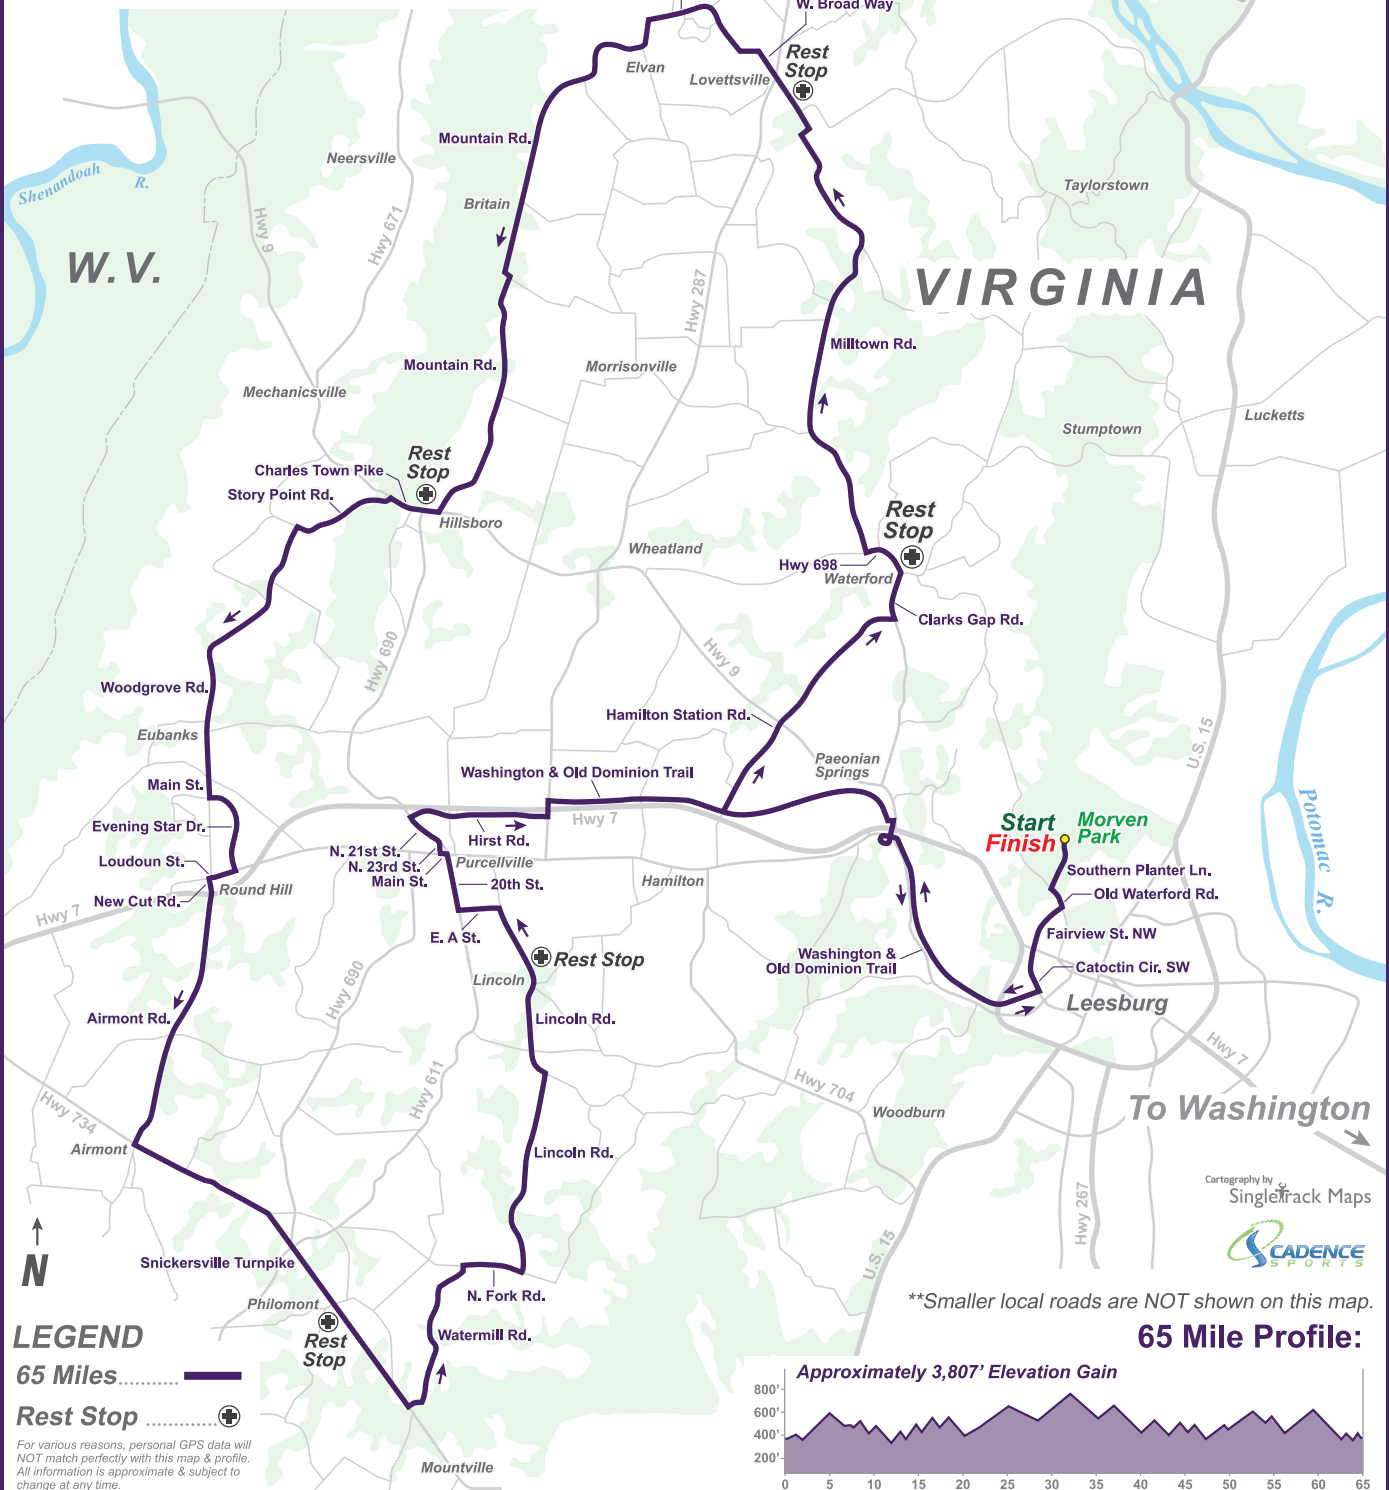 W. Broad Way
Rest
Stop
Elvan
Lovettsville
Mountain Rd.
Neersville
Shenandoah
R.
Taylorstown
Britain
Hwy 9
Hwy 671
W.V.
VIRGINIA
Hwy 287
Milltown Rd.
Mountain Rd.
Morrisonville
Mechanicsville
Lucketts
Stumptown
Rest
Stop
Charles Town Pike
Story Point Rd.
Hillsboro
Rest
Stop
Wheatland
Hwy 698
Waterford
Clarks Gap Rd.
Hwy 690
Hwy 9
Woodgrove Rd.
Hamilton Station Rd.
Eubanks
U.S. 15
Paeonian
Springs
Washington & Old Dominion Trail
Main St.
Evening Star Dr.
Hwy 7
Start
Finish
Morven
Park
Potomac R.
Hirst Rd.
N. 21st St.
N. 23rd St.
Main St.
Purcellville
Loudoun St.
Round Hill
20th St.
Hamilton
Southern Planter Ln.
Old Waterford Rd.
New Cut Rd.
Hwy 7
E. A St.
Fairview St. NW
Washington &
Old Dominion Trail
Catoctin Cir. SW
Rest Stop
Lincoln
Hwy 690
Leesburg
Airmont Rd.
Lincoln Rd.
Hwy 7
Hwy 611
Hwy 704
Hwy 734
Woodburn
To Washington
Airmont
Lincoln Rd.
Cartography by
SingleTrack Maps
Hwy 267
N
Snickersville Turnpike
U.S. 15
CADENCE
SPORTS
N. Fork Rd.
Philomont
Rest
Stop
Watermill Rd.
**Smaller local roads are NOT shown on this map.
LEGEND
65 Miles..........
Rest Stop ............
For various reasons, personal GPS data will
NOT match perfectly with this map & profile.
All information is approximate & subject to
change at any time.
Mountville
65 Mile Profile:
Approximately 3,807’ Elevation Gain
800’
600’
400’
200’
0 5 10 15 20 25 30 35 40 45 50 55 60 65